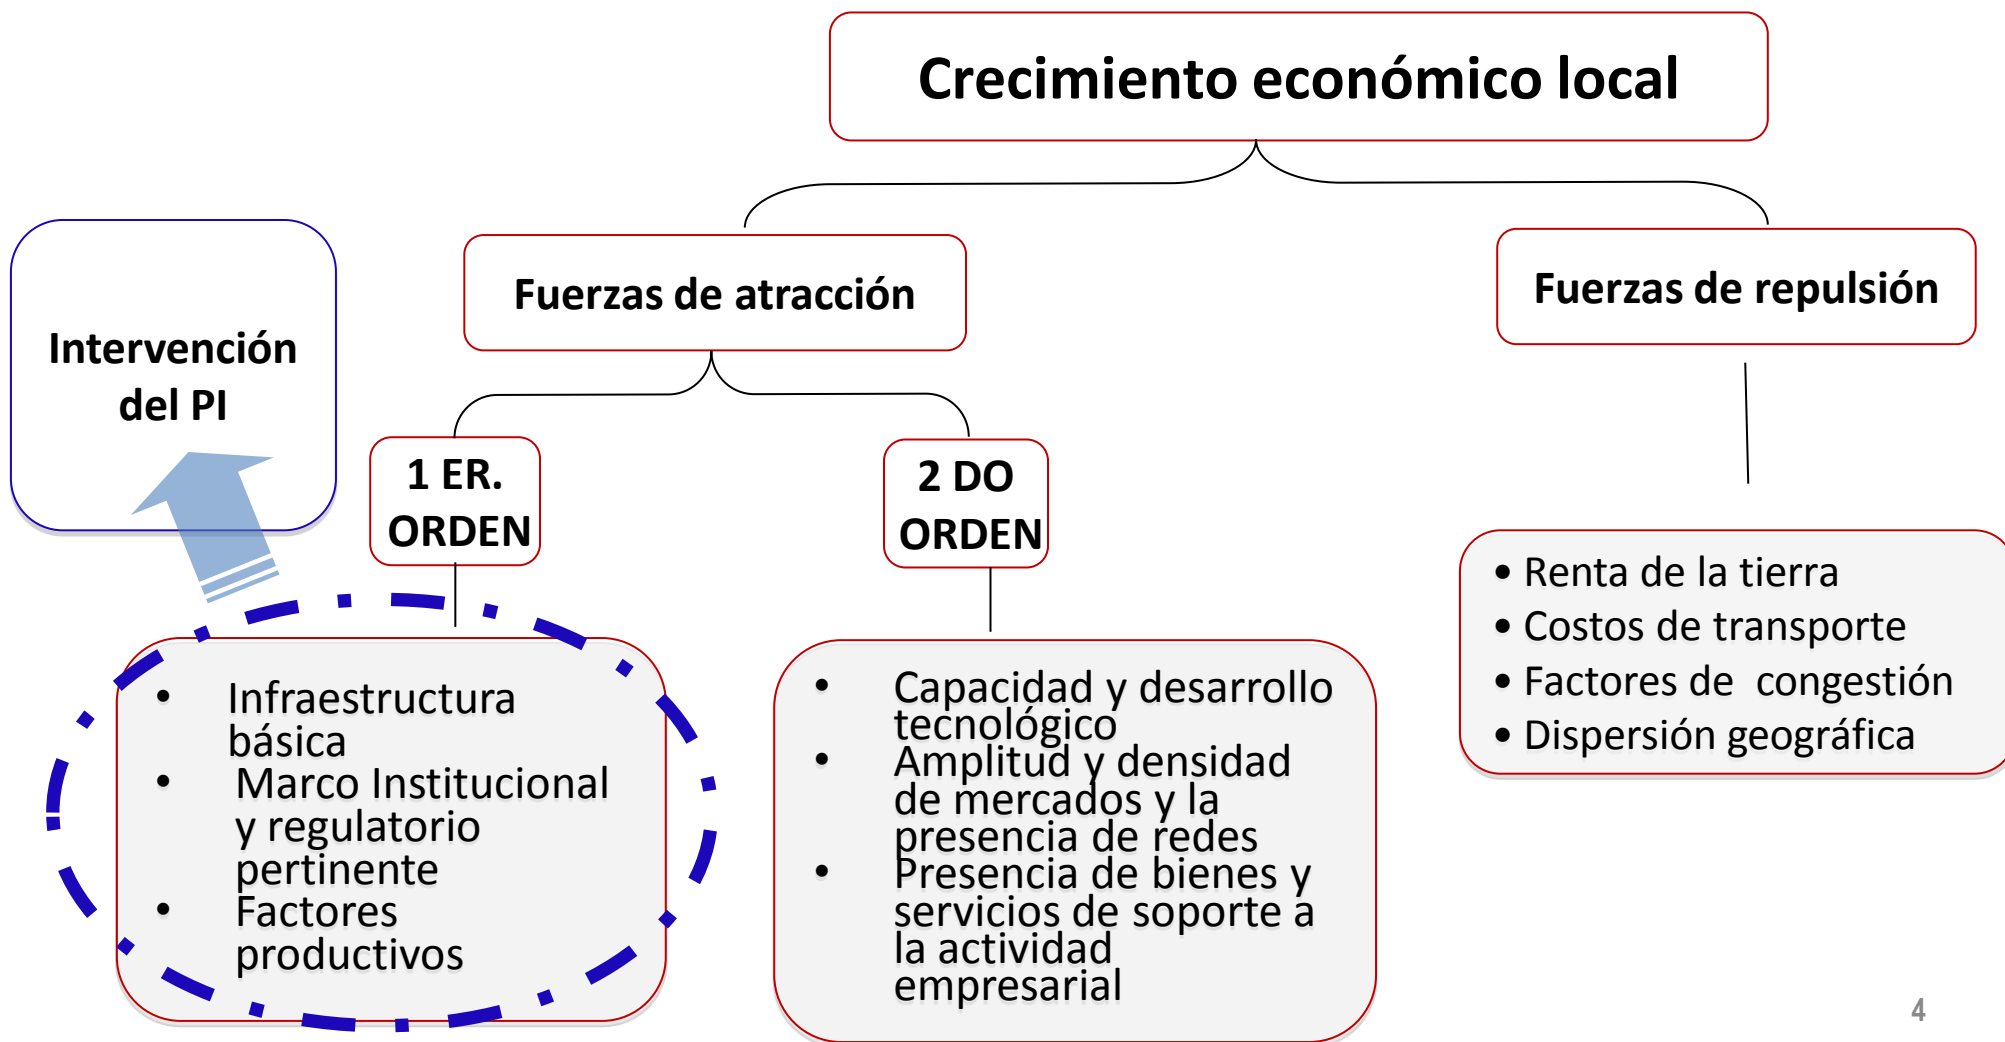 Crecimiento económico local
Fuerzas de atracción
Fuerzas de repulsión
Intervención
del PI
1 ER.
ORDEN
2 DO
ORDEN
• Infraestructura
básica
• Marco Institucional
y regulatorio
pertinente
• Factores
productivos
• Capacidad y desarrollo
tecnológico
• Amplitud y densidad
de mercados y la
presencia de redes
• Presencia de bienes y
servicios de soporte a
la actividad
empresarial
• Renta de la tierra
• Costos de transporte
• Factores de congestión
• Dispersión geográfica
4